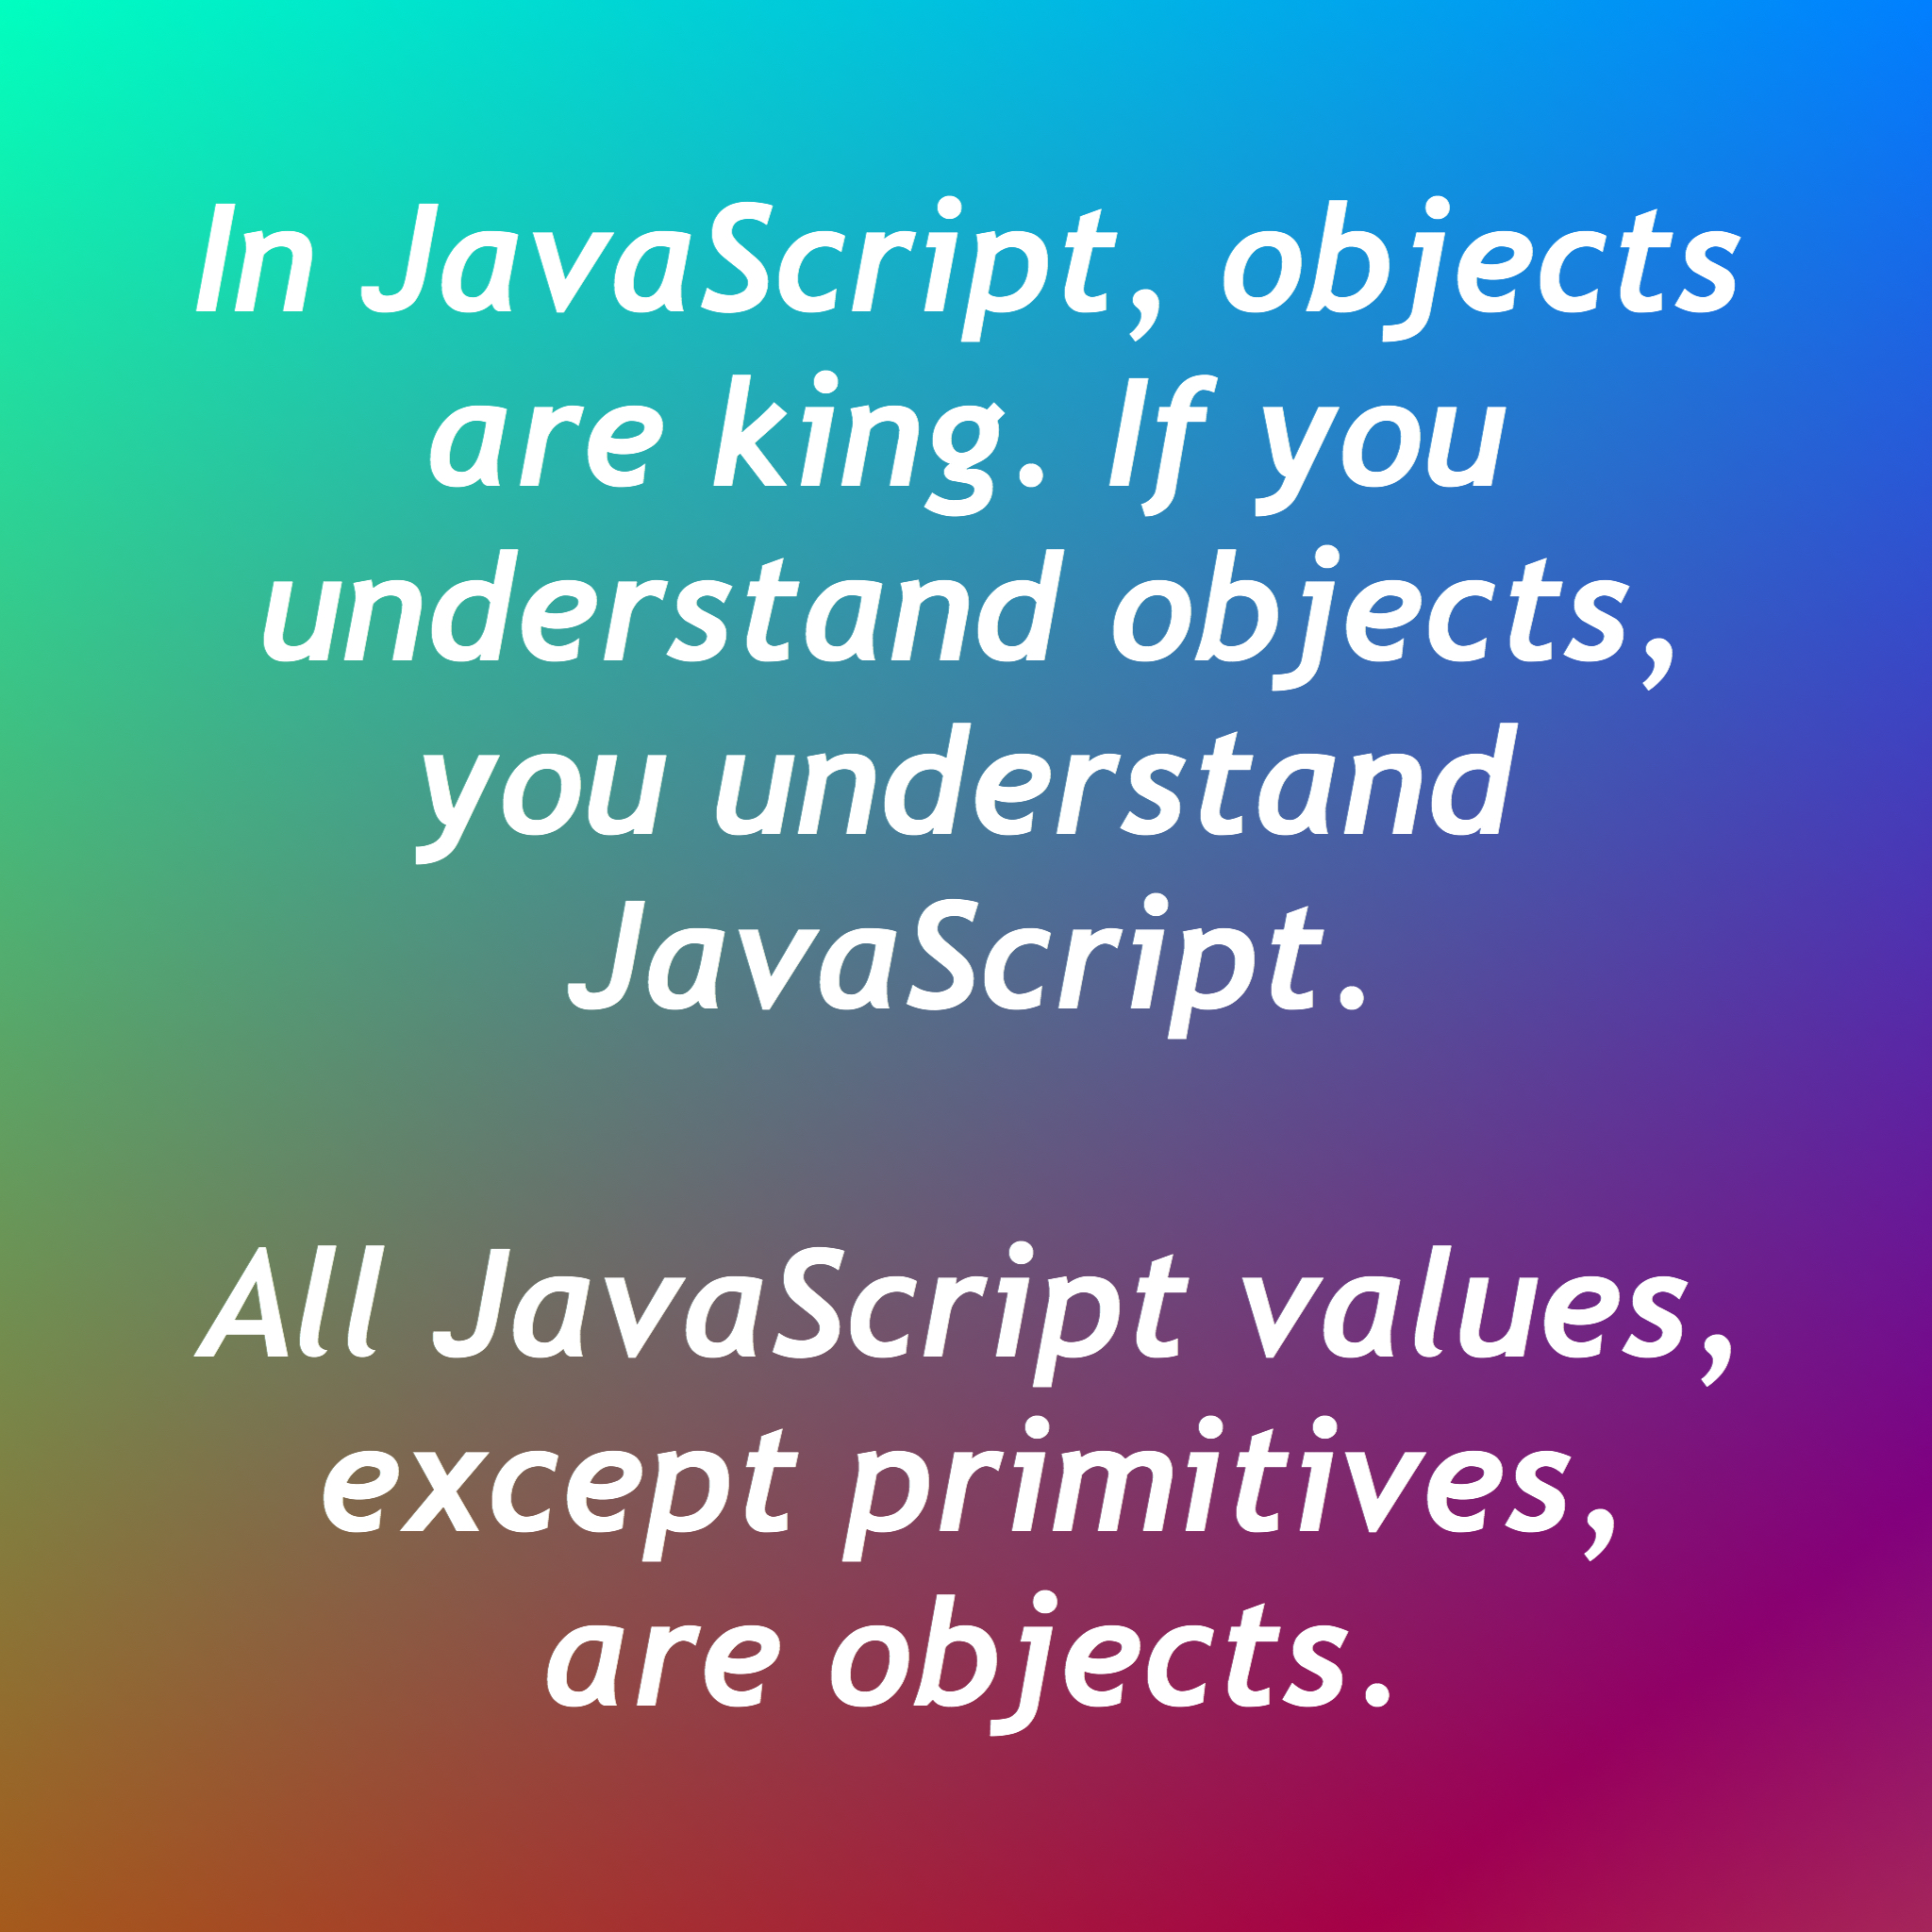 In JavaScript, objects
are king. If you
understand objects,
you understand
JavaScript.
All JavaScript values,
except primitives,
are objects.